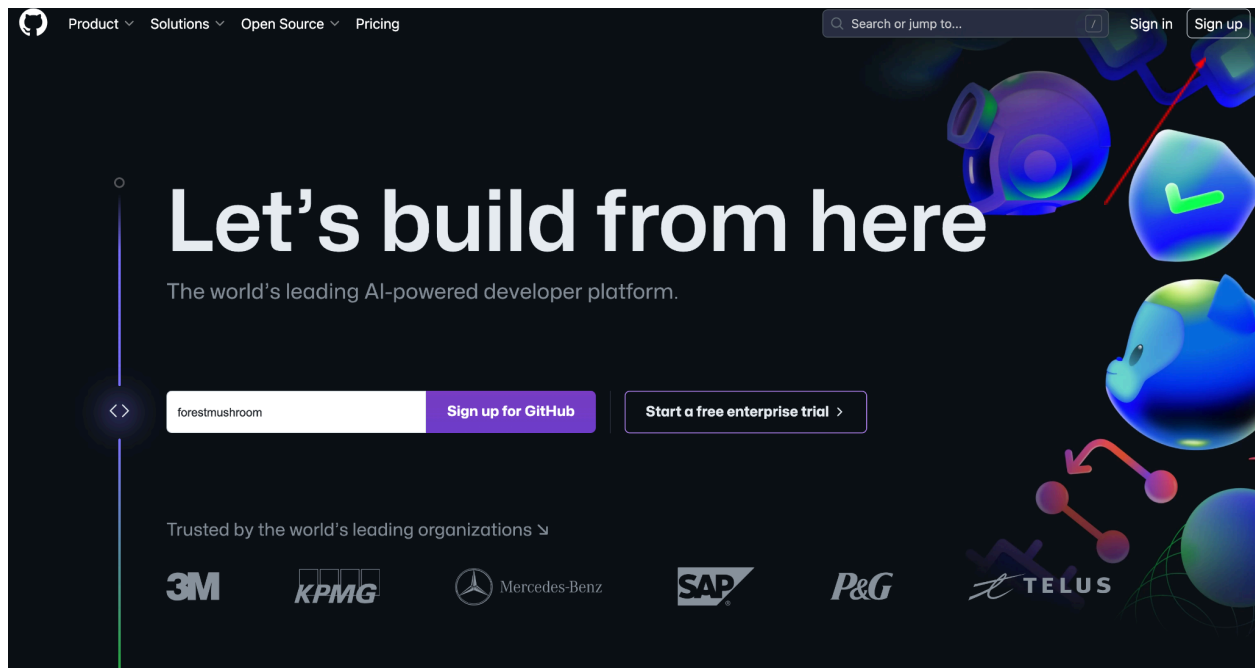 Product Solutions Open Source Pricing Search or jump to... / Sign in Sign up
Let's build from here
The world's leading AI-powered developer platform.
forestmushroom Sign up for GitHub Start a free enterprise trial
Trusted by the world's leading organizations
3M KPMG Mercedes-Benz SAP P&G TELUS